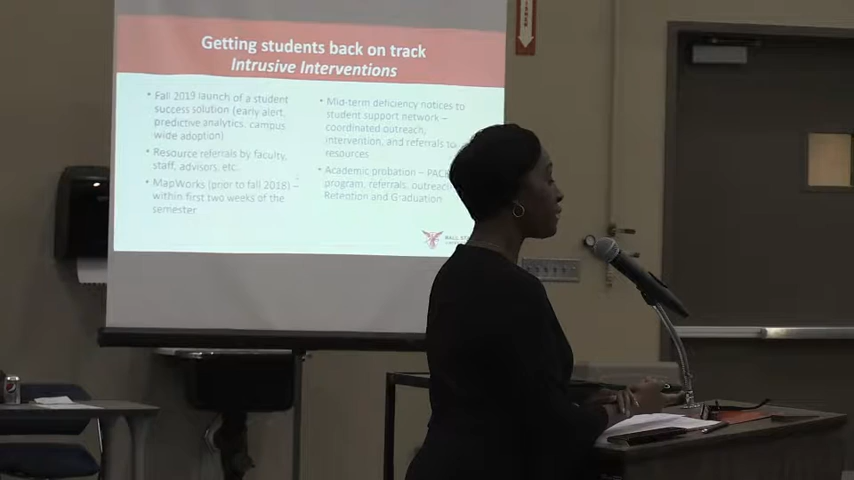 Getting students back on track
Intrusive Interventions
• Fall 2019 launch of a student
success solution (early alert,
predictive analytics, campus
wide adoption)
• Resource referrals by faculty,
staff, advisors, etc.
• MapWorks (prior to fall 2018) –
within first two weeks of the
semester
• Mid-term deficiency notices to
student support network –
coordinated outreach,
intervention, and referrals to
resources
• Academic probation –
program, referrals, outreach
Retention and Graduation
BALL